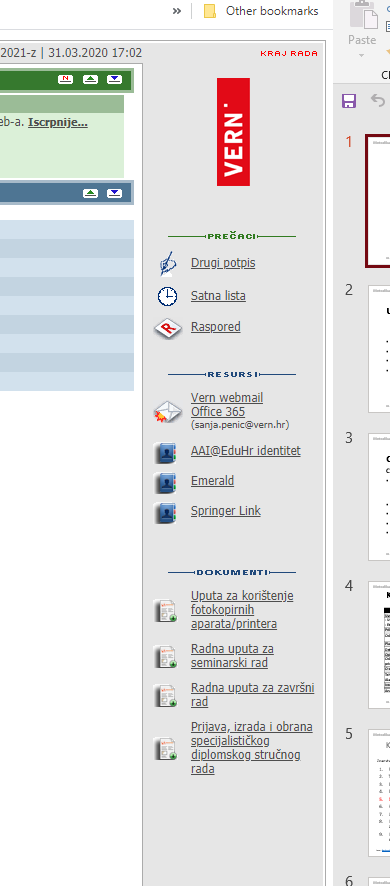 » Other bookmarks
2021-z | 31.03.2020 17:02
KRAJ RADA
N
eb-a. Iscrpnije...
VERN'
PREČACI
Drugi potpis
Satna lista
R Raspored
RESURSI
Vern webmail
Office 365
(sanja.penic@vern.hr)
AAI@EduHr identitet
Emerald
Springer Link
DOKUMENTI
Uputa za korištenje
fotokopirnih
aparata/printera
Radna uputa za
seminarski rad
Radna uputa za završni
rad
Prijava, izrada i obrana
specijalističkog
diplomskog stručnog
rada
Paste
Cl
1
2
3
4
5
6